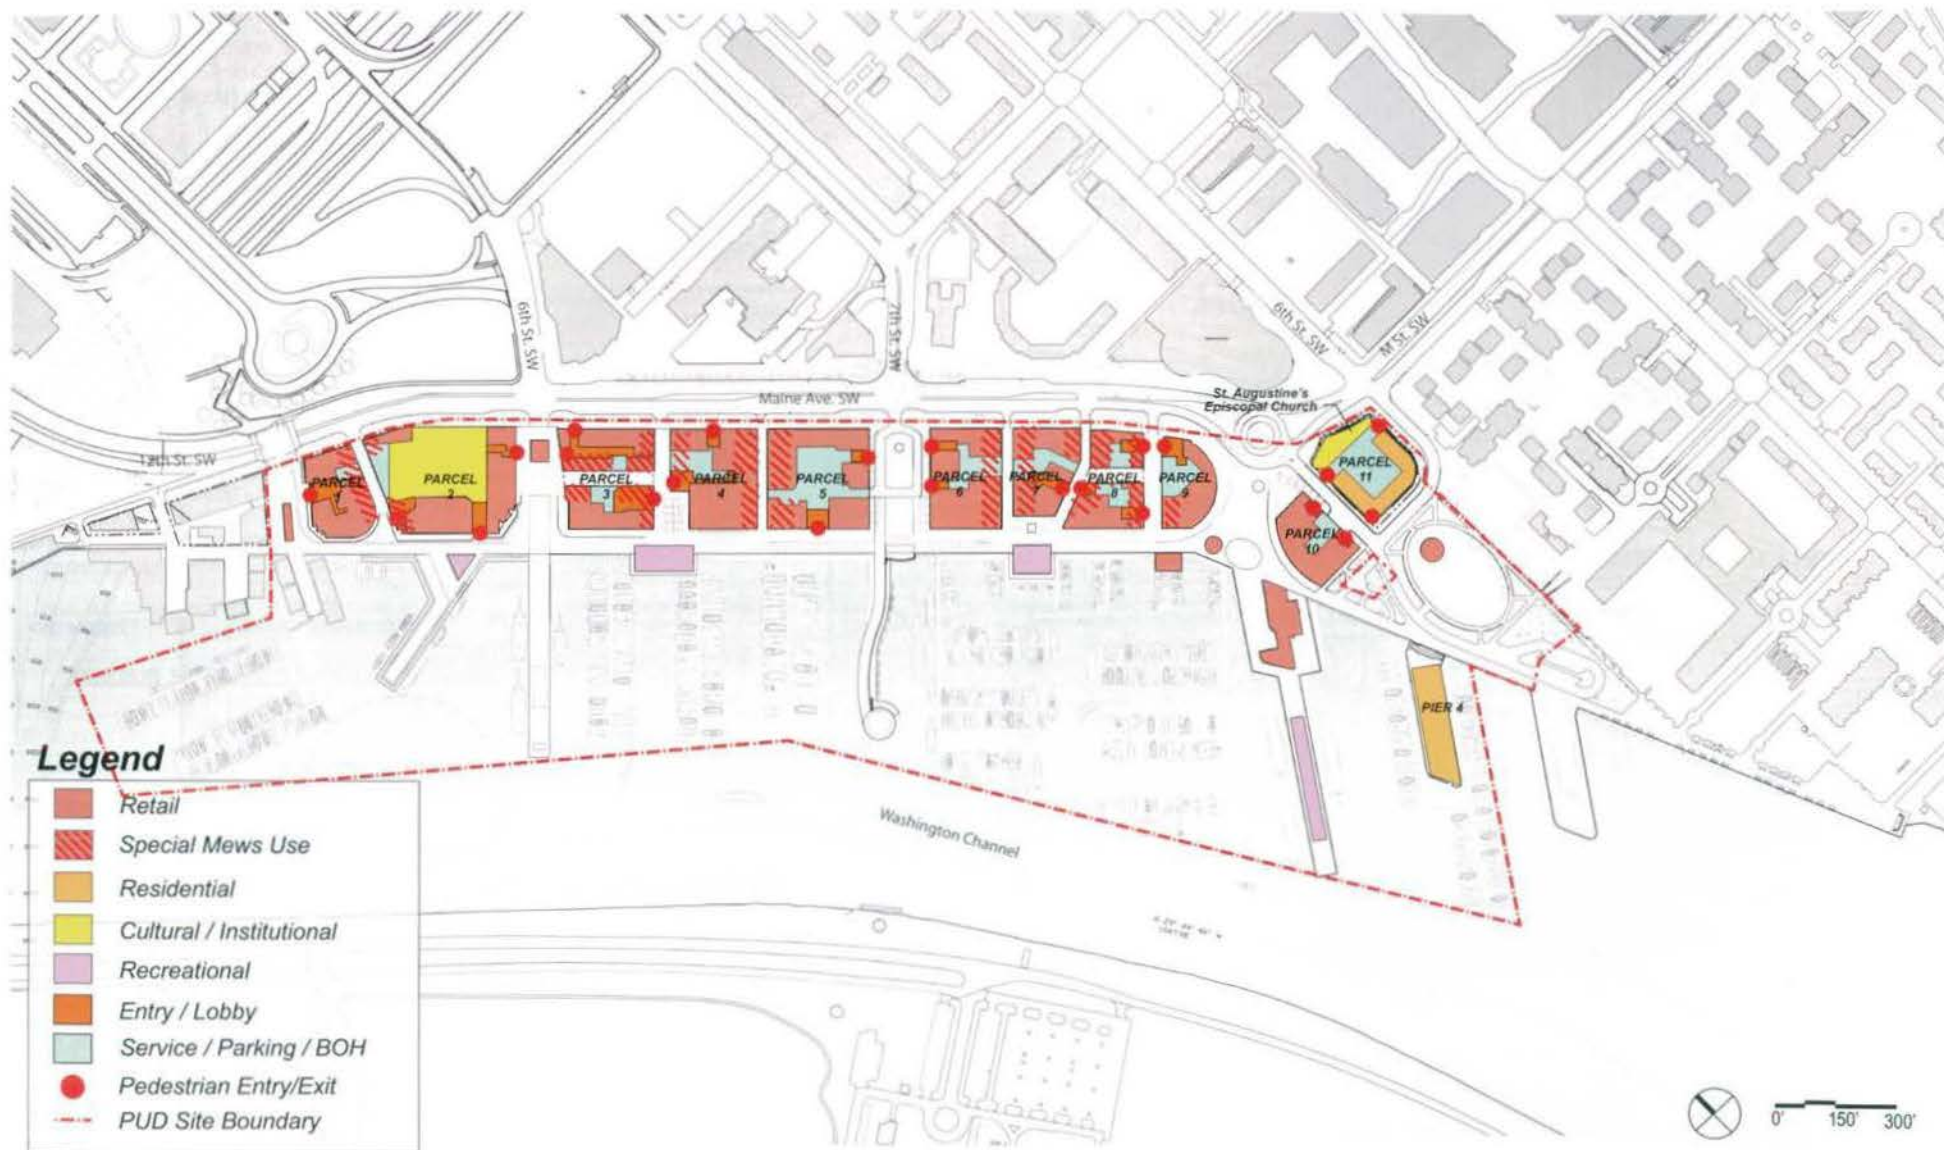 6th St. SW
7th St. SW
6th St. SW
M St. SW
Maine Ave. SW
St. Augustine's
Episcopal Church
12th St. SW
PARCEL
1
PARCEL
2
PARCEL
3
PARCEL
4
PARCEL
5
PARCEL
6
PARCEL
7
PARCEL
8
PARCEL
9
PARCEL
10
PARCEL
11
PIER 4
Washington Channel
Legend
Retail
Special Mews Use
Residential
Cultural / Institutional
Recreational
Entry / Lobby
Service / Parking / BOH
Pedestrian Entry/Exit
PUD Site Boundary
0' 150' 300'